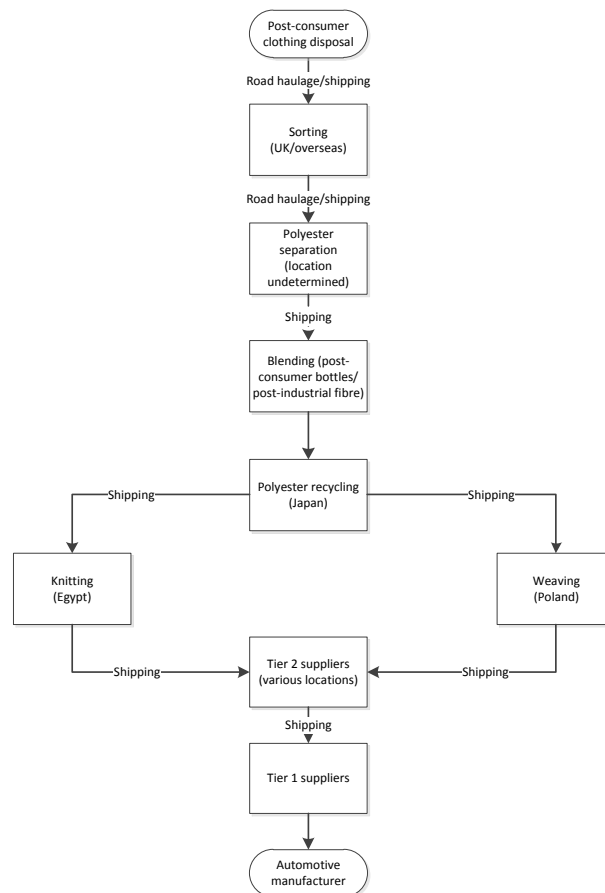 Post-consumer
clothing disposal
Road haulage/shipping
Sorting
(UK/overseas)
Road haulage/shipping
Polyester
separation
(location
undetermined)
Shipping
Blending (post-
consumer bottles/
post-industrial fibre)
Polyester recycling
(Japan)
Shipping
Shipping
Knitting
(Egypt)
Weaving
(Poland)
Shipping
Tier 2 suppliers
(various locations)
Shipping
Shipping
Tier 1 suppliers
Automotive
manufacturer